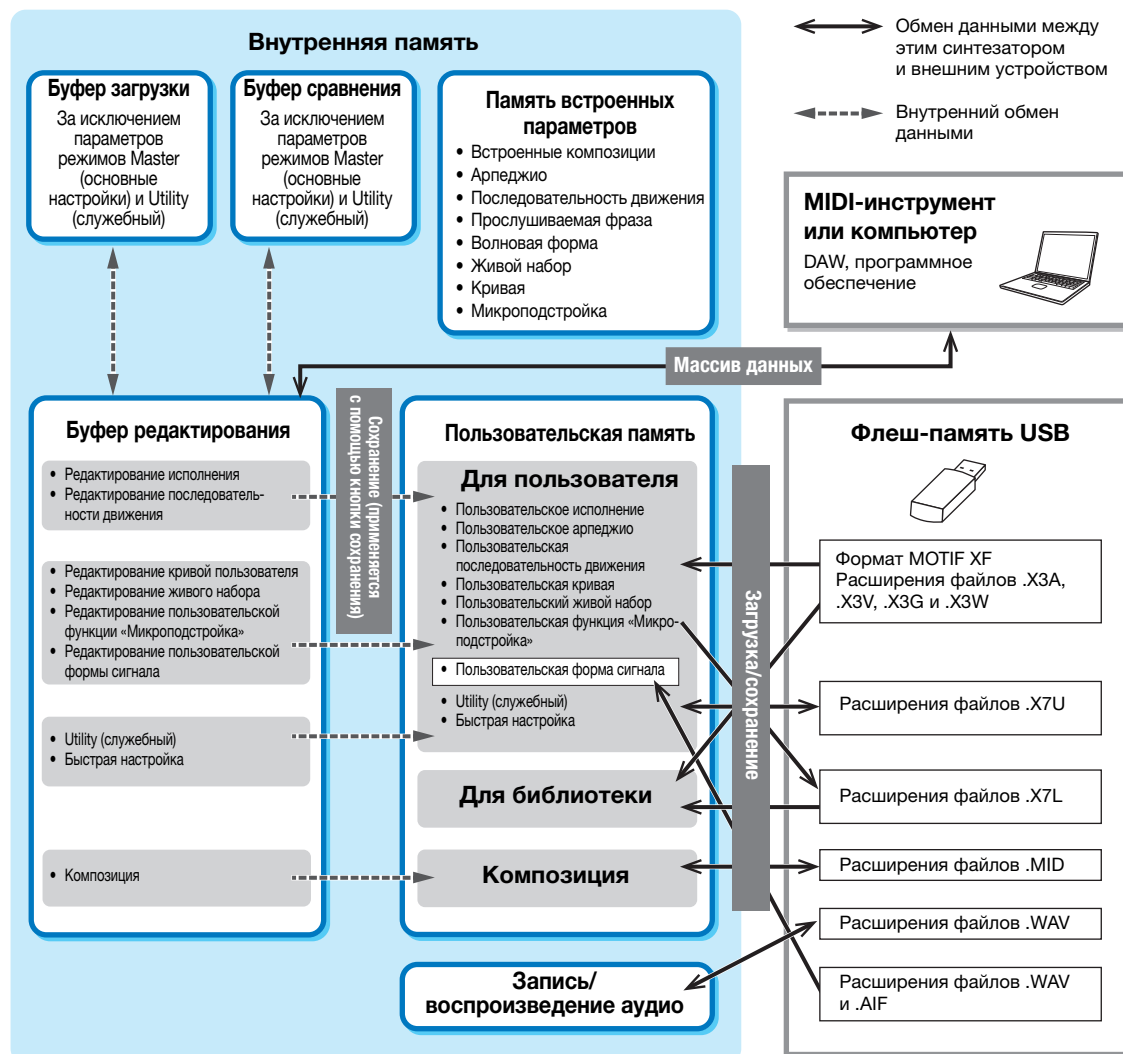 Внутренняя память
Буфер загрузки
За исключением
параметров
режимов Master
(основные
настройки) и Utility
(служебный)
Буфер сравнения
За исключением
параметров
режимов Master
(основные
настройки) и Utility
(служебный)
Память встроенных
параметров
• Встроенные композиции
• Арпеджио
• Последовательность движения
• Прослушиваемая фраза
• Волновая форма
• Живой набор
• Кривая
• Микроподстройка
Обмен данными между
этим синтезатором
и внешним устройством
Внутренний обмен
данными
MIDI-инструмент
или компьютер
DAW, программное
обеспечение
Массив данных
Буфер редактирования
• Редактирование исполнения
• Редактирование последователь-
ности движения
• Редактирование кривой пользователя
• Редактирование живого набора
• Редактирование пользовательской
функции «Микроподстройка»
• Редактирование пользовательской
формы сигнала
• Utility (служебный)
• Быстрая настройка
• Композиция
Сохранение (применяется
с помощью кнопки сохранения)
Пользовательская память
Для пользователя
• Пользовательское исполнение
• Пользовательское арпеджио
• Пользовательская
последовательность движения
• Пользовательская кривая
• Пользовательский живой набор
• Пользовательская функция «Микро-
подстройка»
• Пользовательская форма сигнала
• Utility (служебный)
• Быстрая настройка
Для библиотеки
Композиция
Запись/
воспроизведение аудио
Загрузка/сохранение
Флеш-память USB
Формат MOTIF XF
Расширения файлов .X3A,
.X3V, .X3G и .X3W
Расширения файлов .X7U
Расширения файлов .X7L
Расширения файлов .MID
Расширения файлов .WAV
Расширения файлов .WAV
и .AIF